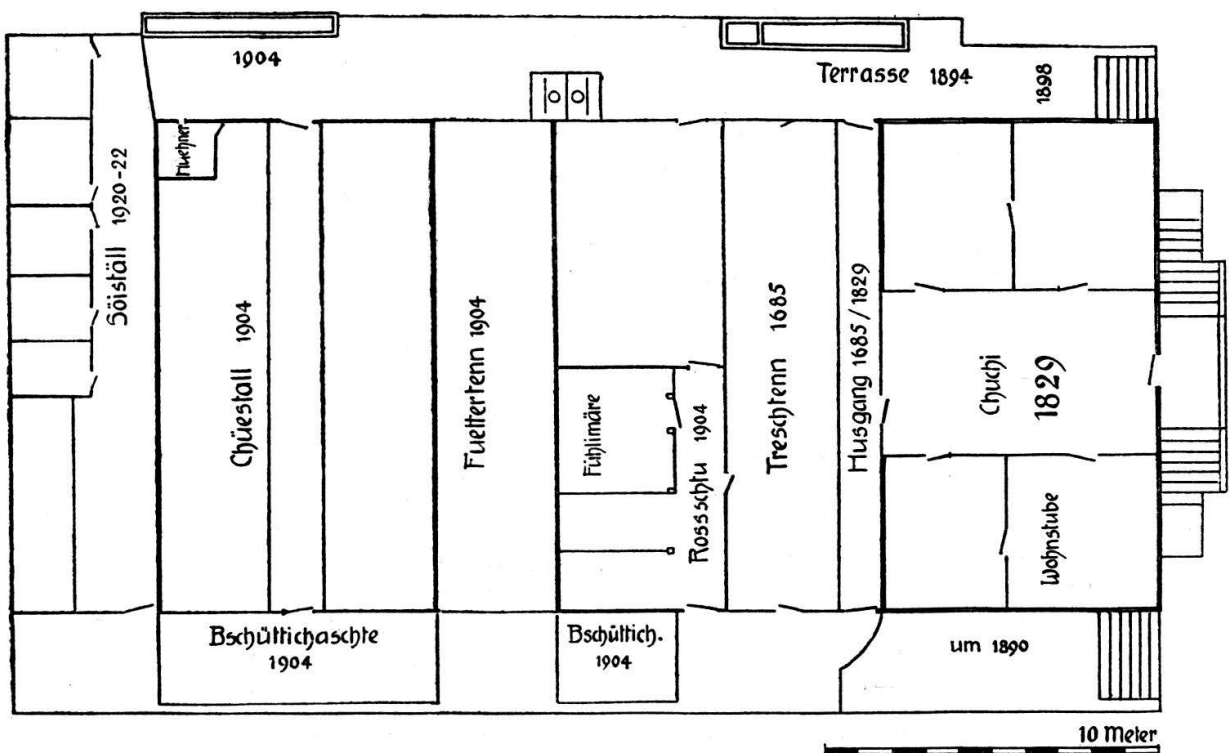 1904
Terrasse 1894
1898
Huehner
Söiställ 1920-22
Chüestall 1904
Fuettertenn 1904
Fühlimäre
Rossschtu 1904
Treschtenn 1685
Husgang 1685/1829
Chuchi
1829
Wohnstube
Bschüttichaschte
1904
Bschüttich.
1904
um 1890
10 Meter